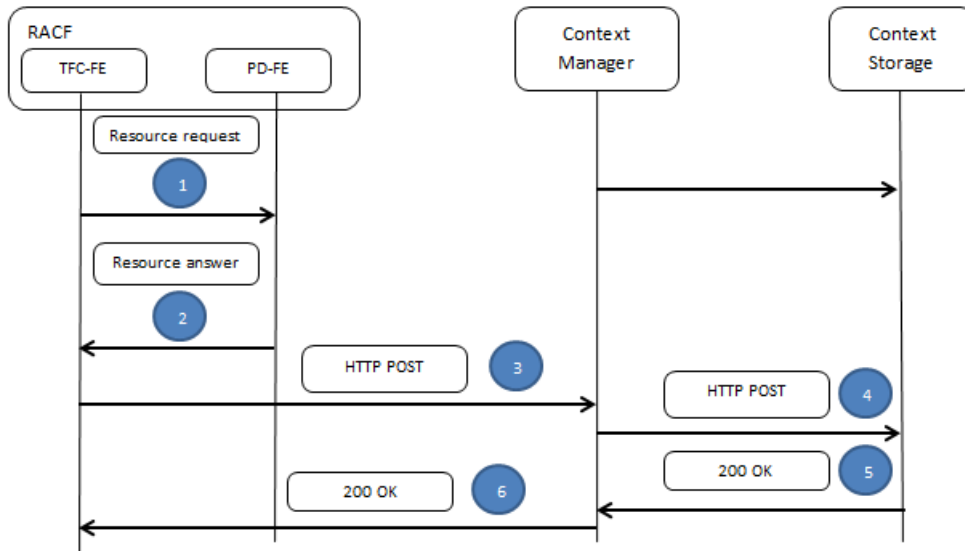 RACF
TFC-FE
PD-FE
Context
Manager
Context
Storage
Resource request
1
Resource answer
2
HTTP POST
3
HTTP POST
4
200 OK
5
200 OK
6